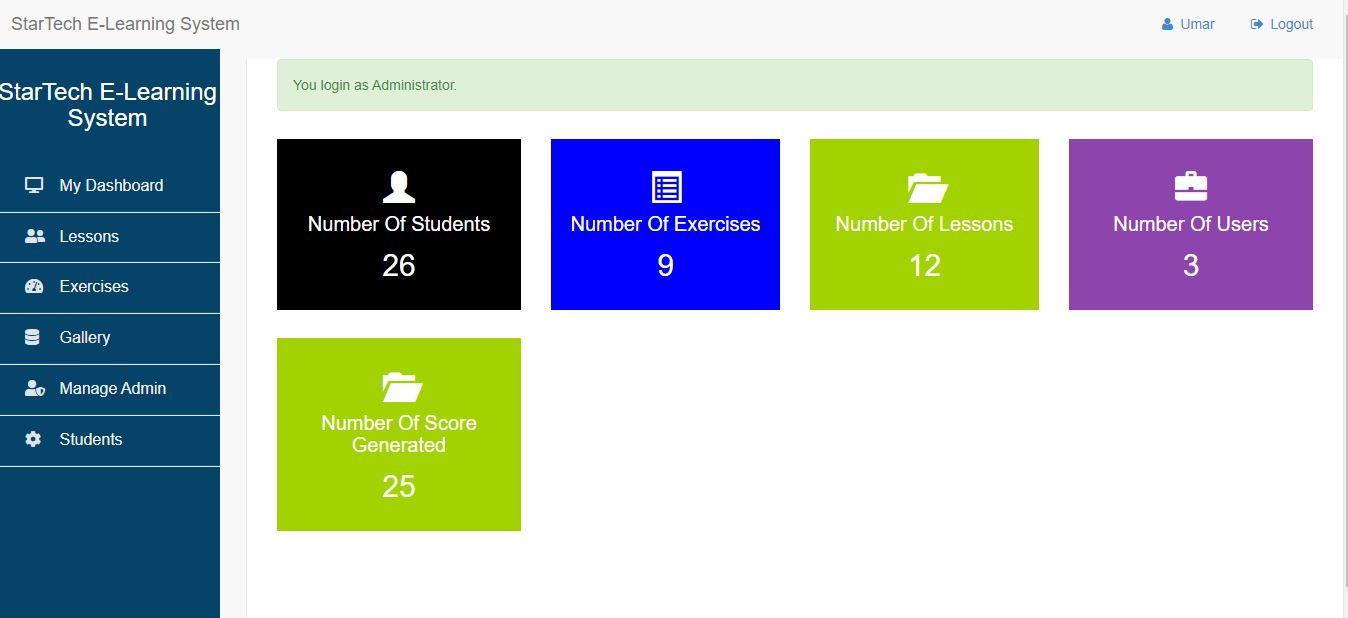 StarTech E-Learning System
Umar
Logout
StarTech E-Learning
System
My Dashboard
Lessons
Exercises
Gallery
Manage Admin
Students
You login as Administrator.
Number Of Students
26
Number Of Exercises
9
Number Of Lessons
12
Number Of Users
3
Number Of Score
Generated
25